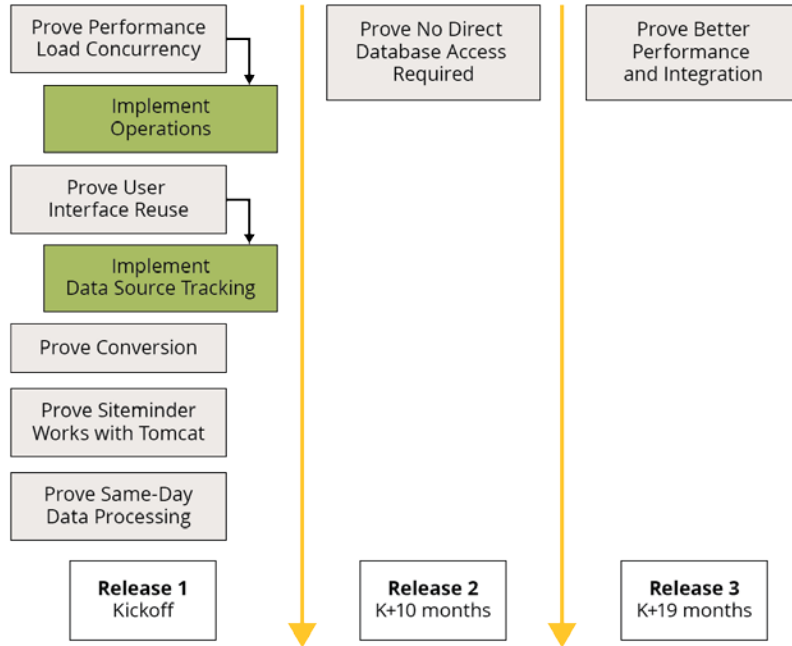 Prove Performance
Load Concurrency
Implement
Operations
Prove User
Interface Reuse
Implement
Data Source Tracking
Prove Conversion
Prove Siteminder
Works with Tomcat
Prove Same-Day
Data Processing
Release 1
Kickoff
Prove No Direct
Database Access
Required
Release 2
K+10 months
Prove Better
Performance
and Integration
Release 3
K+19 months